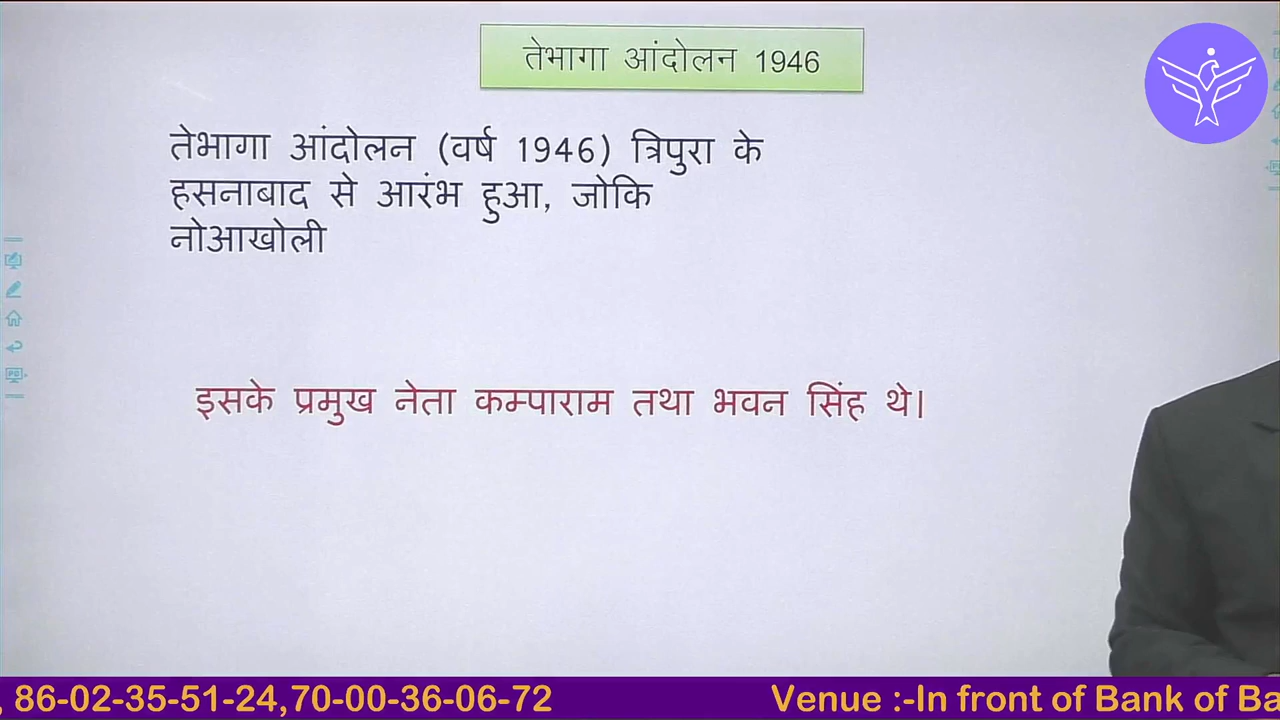 तेभागा आंदोलन 1946
तेभागा आंदोलन (वर्ष 1946) त्रिपुरा के
हसनाबाद से आरंभ हुआ, जोकि
नोआखोली
इसके प्रमुख नेता कम्पाराम तथा भवन सिंह थे।
, 86-02-35-51-24,70-00-36-06-72 Venue :-In front of Bank of Ba